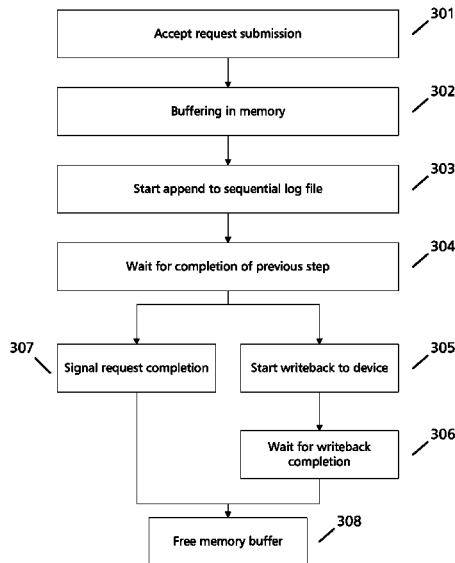 301
Accept request submission
302
Buffering in memory
303
Start append to sequential log file
304
Wait for completion of previous step
307
Signal request completion
305
Start writeback to device
306
Wait for writeback
completion
308
Free memory buffer